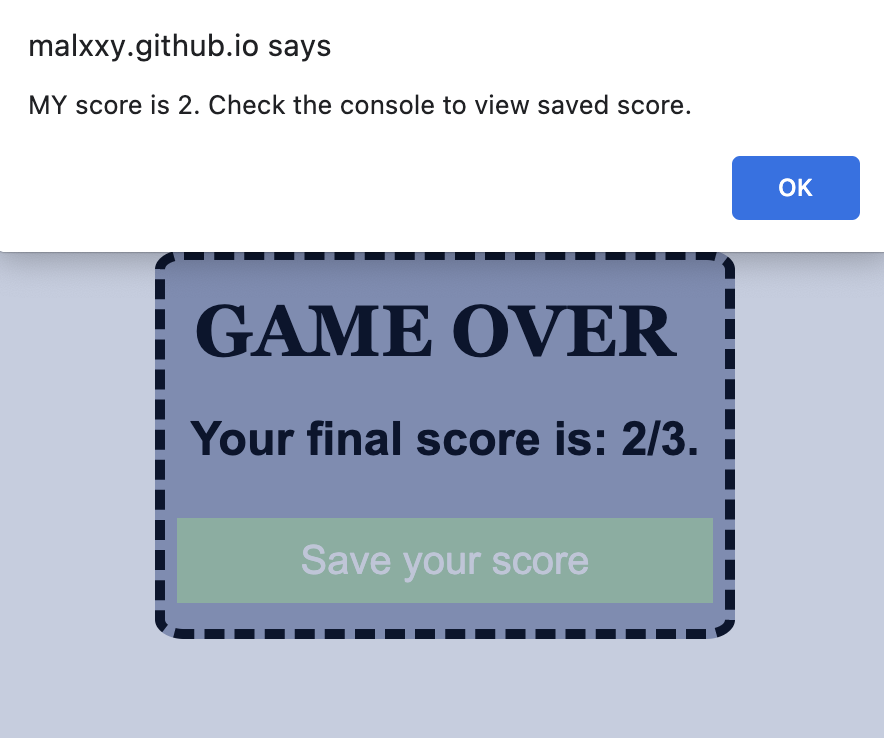 malxxy.github.io says
MY score is 2. Check the console to view saved score.
OK
GAME OVER
Your final score is: 2/3.
Save your score